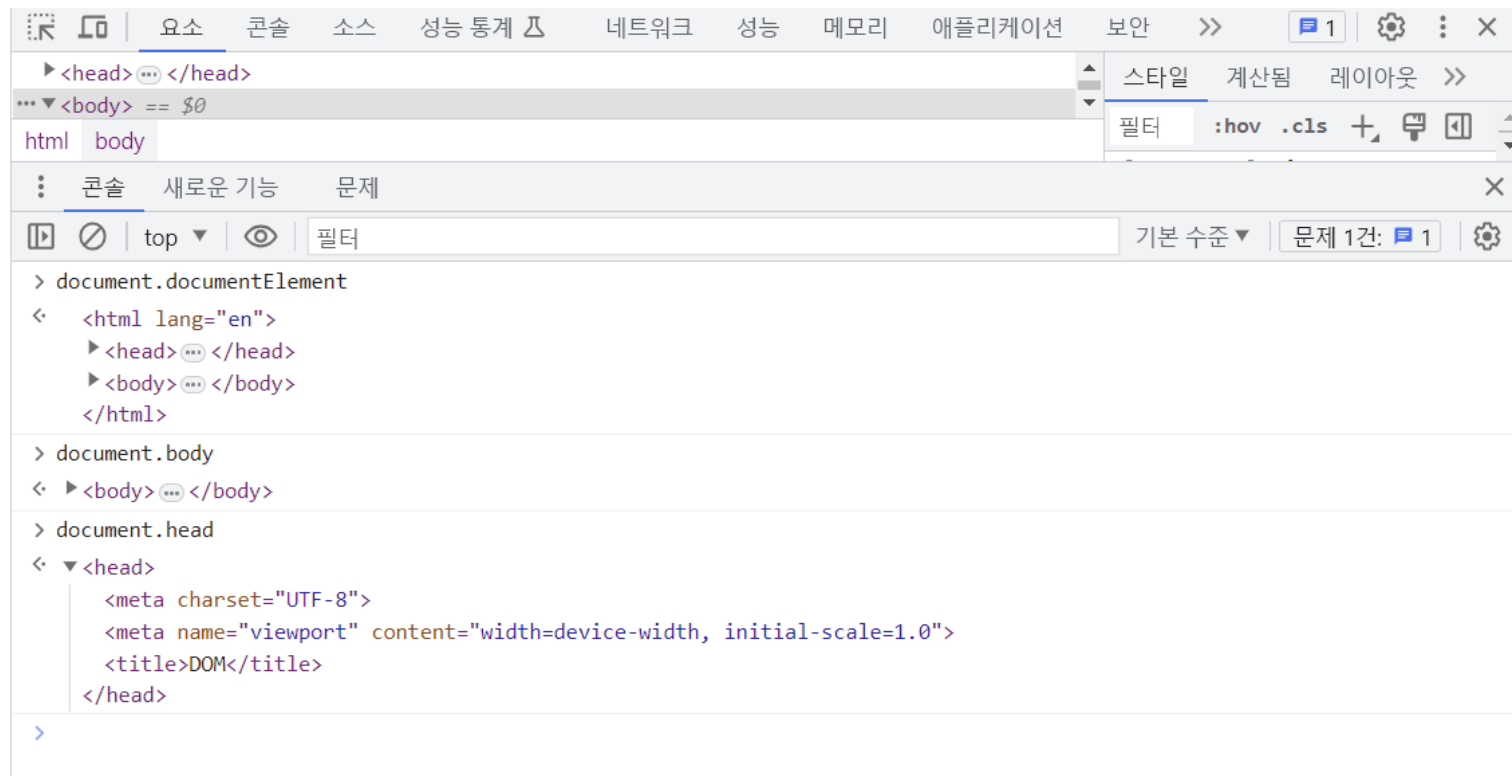 요소 콘솔 소스 성능 통계 네트워크 성능 메모리 애플리케이션 보안 1
<head> </head>
<body> == $0
html body
스타일 계산됨 레이아웃
필터 :hov .cls
콘솔 새로운 기능 문제
top 필터 기본 수준 문제 1건: 1
> document.documentElement
<html lang="en">
<head> </head>
<body> </body>
</html>
> document.body
<body> </body>
> document.head
<head>
<meta charset="UTF-8">
<meta name="viewport" content="width=device-width, initial-scale=1.0">
<title>DOM</title>
</head>
>